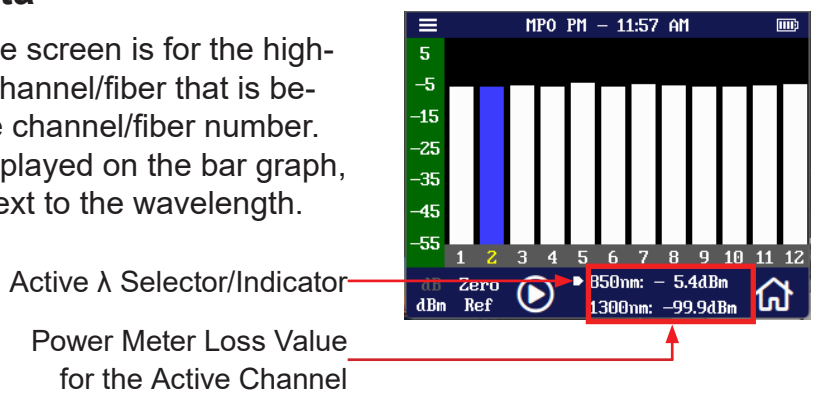 e screen is for the high-
hannel/fiber that is be-
e channel/fiber number.
played on the bar graph,
ext to the wavelength.
Active λ Selector/Indicator
Power Meter Loss Value
for the Active Channel
MPO PM – 11:57 AM
5
–5
–15
–25
–35
–45
–55
1 2 3 4 5 6 7 8 9 10 11 12
dB Zero
dBm Ref
850nm: – 5.4dBm
1300nm: –99.9dBm